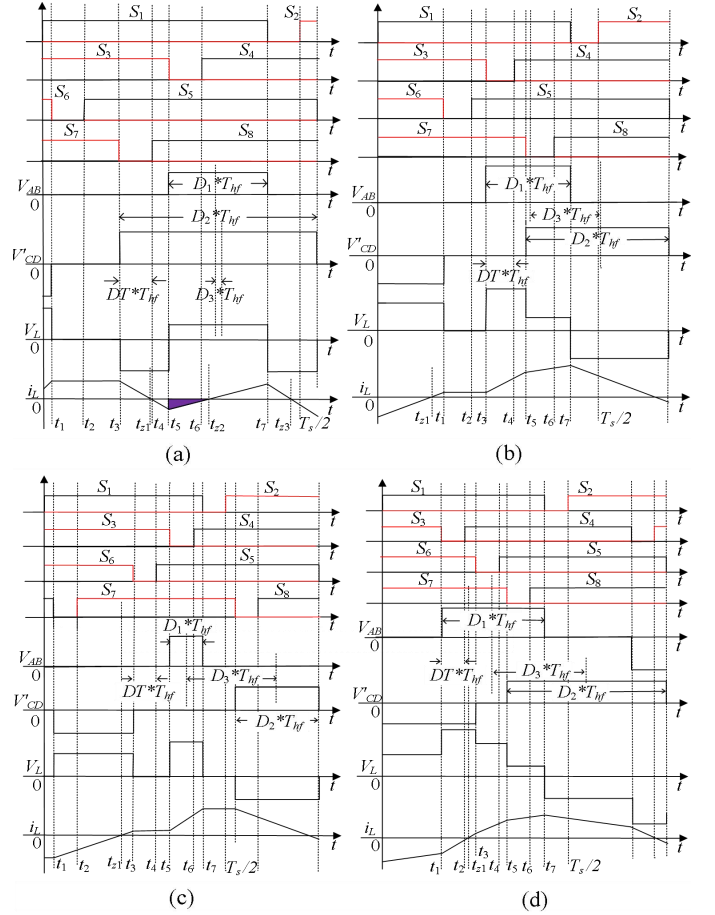 S1 S2
t
S3 S4
t
S6 S5
t
S7 S8
t
VAB
0
D1*Thf
D2*Thf
V'CD
0
DT*Thf D3*Thf
VL
0
t
iL
0
t
t1 t2 t3 tz1 t4 t5 t6 tz2 t7 tz3 Ts/2
(a)
S1 S2
t
S3 S4
t
S6 S5
t
S7 S8
t
VAB
0
D1*Thf
t
D3*Thf
D2*Thf
V'CD
0
DT*Thf
t
VL
0
t
iL
0
t
tz1 t1 t2 t3 t4 t5 t6 t7 Ts/2
(b)
S1 S2
t
S3 S4
t
S6 S5
t
S7 S8
t
D1*Thf
VAB
0
t
DT*Thf D3*Thf
V'CD
0
D2*Thf
t
VL
0
t
iL
0
t
t1 t2 tz1 t3 t4 t5 t6 t7 Ts/2
(c)
S1 S2
t
S3 S4
t
S6 S5
t
S7 S8
t
VAB
0
D1*Thf
t
DT*Thf D3*Thf
D2*Thf
V'CD
0
t
VL
0
t
iL
0
t
t1 t2 tz1 t3 t4 t5 t6 t7 Ts/2
(d)